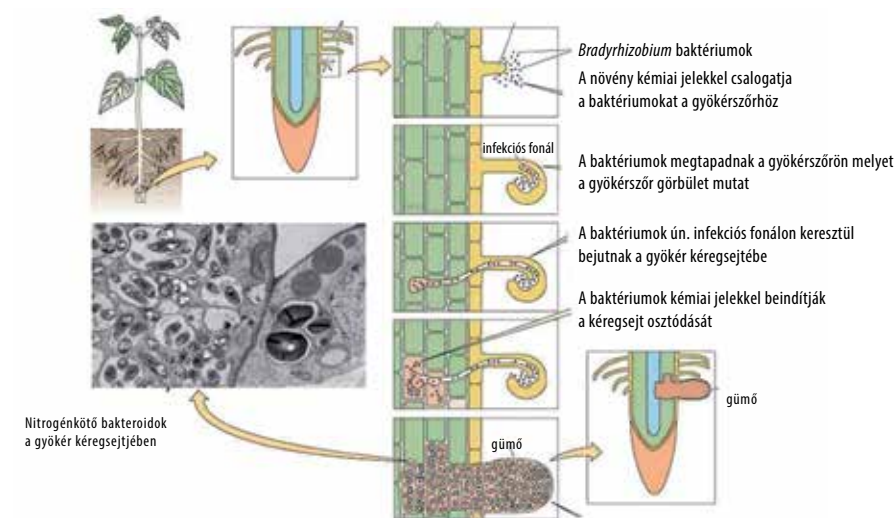 Bradyrhizobium baktériumok
A növény kémiai jelekkel csalogatja
a baktériumokat a gyökérszőrhöz
infekciós fonál
A baktériumok megtapadnak a gyökérszőrön melyet
a gyökérszőr görbület mutat
A baktériumok ún. infekciós fonálon keresztül
bejutnak a gyökér kéregsejtébe
A baktériumok kémiai jelekkel beindítják
a kéregsejt osztódását
gümő
Nitrogénkötő bakteroidok
a gyökér kéregsejtjében
gümő